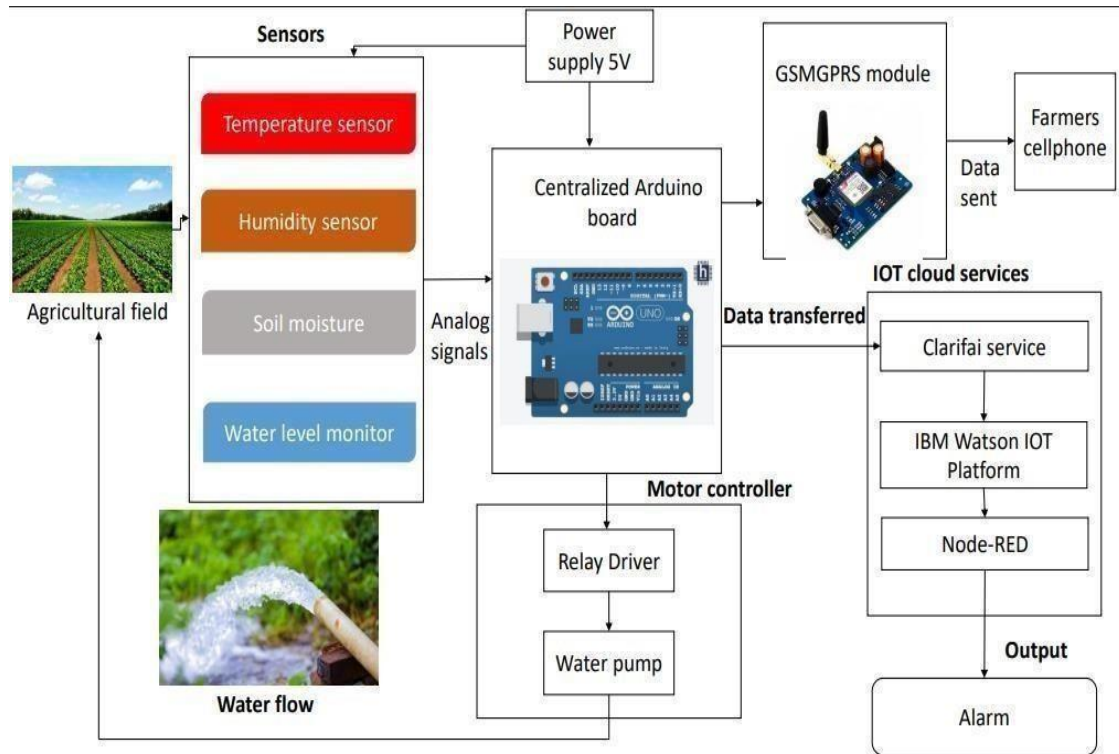 Sensors
Power
supply 5V
GSMGPRS module
Farmers
cellphone
Data
sent
Temperature sensor
Humidity sensor
Soil moisture
Water level monitor
Agricultural field
Analog
signals
Centralized Arduino
board
ARDUINO
UNO
Data transferred
IOT cloud services
Clarifai service
IBM Watson IOT
Platform
Node-RED
Output
Alarm
Motor controller
Relay Driver
Water pump
Water flow